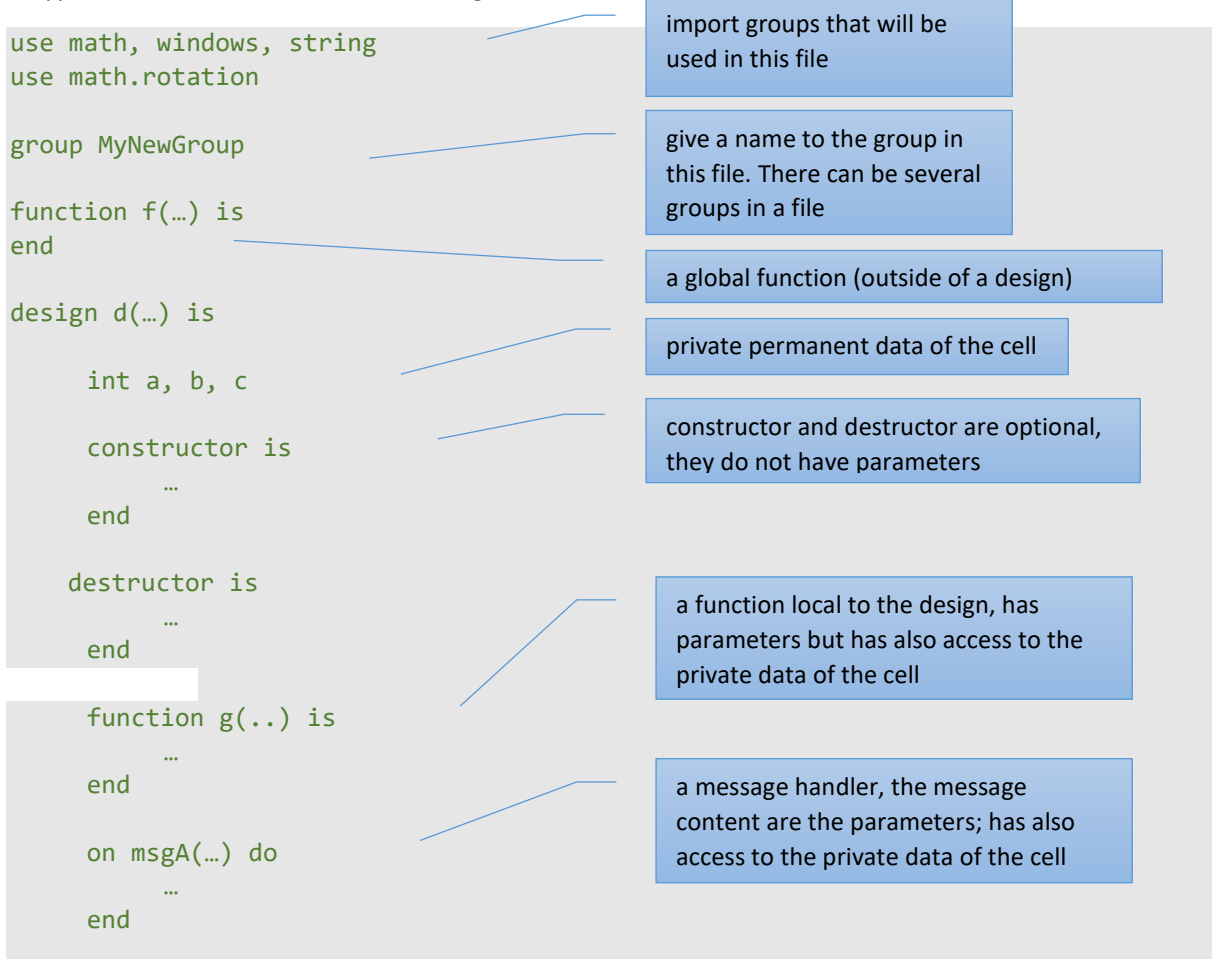 use math, windows, string
use math.rotation
group MyNewGroup
function f(…) is
end
design d(…) is
int a, b, c
constructor is
…
end
destructor is
…
end
function g(..) is
…
end
on msgA(…) do
…
end
import groups that will be
used in this file
give a name to the group in
this file. There can be several
groups in a file
a global function (outside of a design)
private permanent data of the cell
constructor and destructor are optional,
they do not have parameters
a function local to the design, has
parameters but has also access to the
private data of the cell
a message handler, the message
content are the parameters; has also
access to the private data of the cell